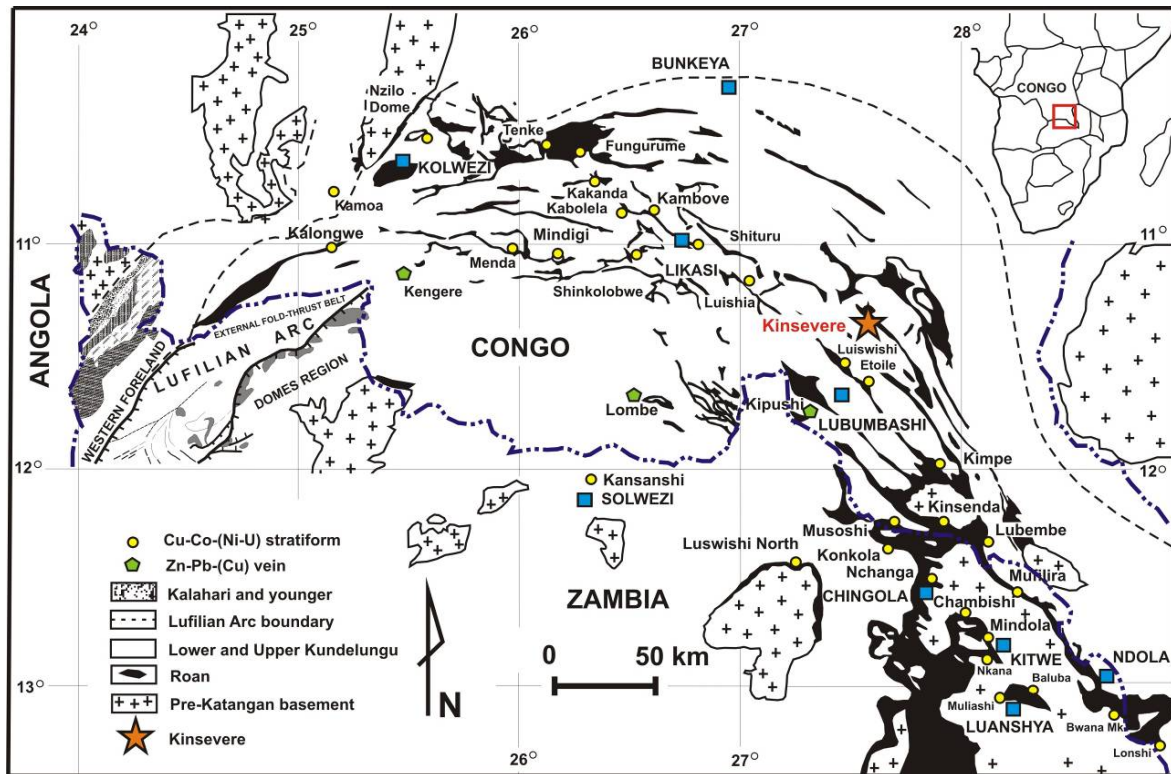 24°
25°
26°
27°
28°
BUNKEYA
CONGO
Nzilo
Dome
Tenke
Fungurume
KOLWEZI
Kamoa
Kakanda
Kabolela
Kambove
Kalongwe
11°
11°
Mindigi
Shituru
Menda
LIKASI
Kengere
Shinkolobwe
Luishia
ANGOLA
EXTERNAL FOLD-THRUST BELT
LUFILIAN ARC
WESTERN FORELAND
DOMES REGION
CONGO
Kinsevere
Luiswishi
Etoile
Lombe
Kipushi
LUBUMBASHI
12°
12°
Kimpe
Kansanshi
SOLWEZI
Kinsenda
Musoshi
Lubembe
Luswishi North
Konkola
Nchanga
Mufilira
CHINGOLA
Chambishi
ZAMBIA
Mindola
KITWE
NDOLA
Nkana
Baluba
Muliashi
LUANSHYA
Bwana Mk.
Lonshi
Cu-Co-(Ni-U) stratiform
Zn-Pb-(Cu) vein
Kalahari and younger
Lufilian Arc boundary
Lower and Upper Kundelungu
Roan
Pre-Katangan basement
Kinsevere
N
0 50 km
13°
26°
27°